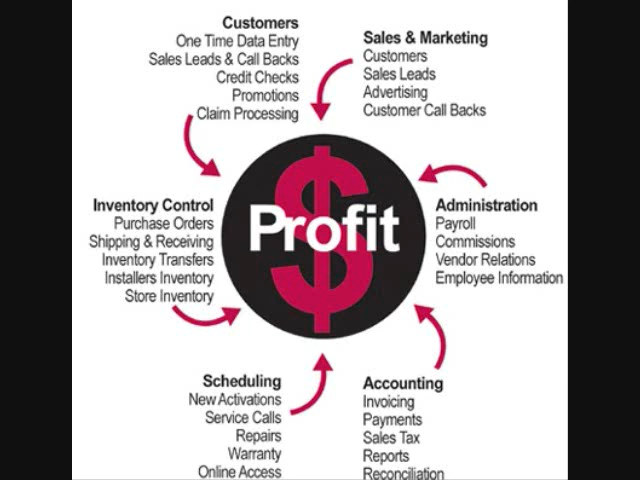 Customers
One Time Data Entry
Sales Leads & Call Backs
Credit Checks
Promotions
Claim Processing
Sales & Marketing
Customers
Sales Leads
Advertising
Customer Call Backs
Inventory Control
Purchase Orders
Shipping & Receiving
Inventory Transfers
Installers Inventory
Store Inventory
$
Profit
Administration
Payroll
Commissions
Vendor Relations
Employee Information
Scheduling
New Activations
Service Calls
Repairs
Warranty
Online Access
Accounting
Invoicing
Payments
Sales Tax
Reports
Reconciliation